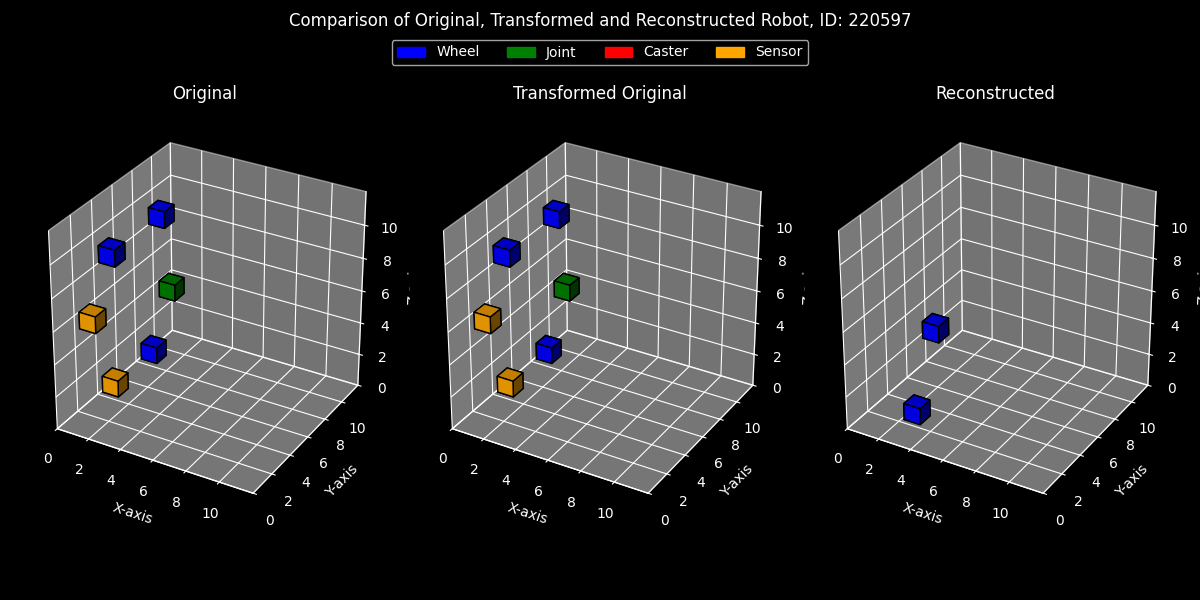 Comparison of Original, Transformed and Reconstructed Robot, ID: 220597
Wheel Joint Caster Sensor
Original Transformed Original Reconstructed
10 10 10
8 8 8
6 6 6
4 4 4
2 2 2
0 0 0
0 2 4 6 8 10 X-axis 0 2 4 6 8 10 Y-axis
0 2 4 6 8 10 X-axis 0 2 4 6 8 10 Y-axis
0 2 4 6 8 10 X-axis 0 2 4 6 8 10 Y-axis